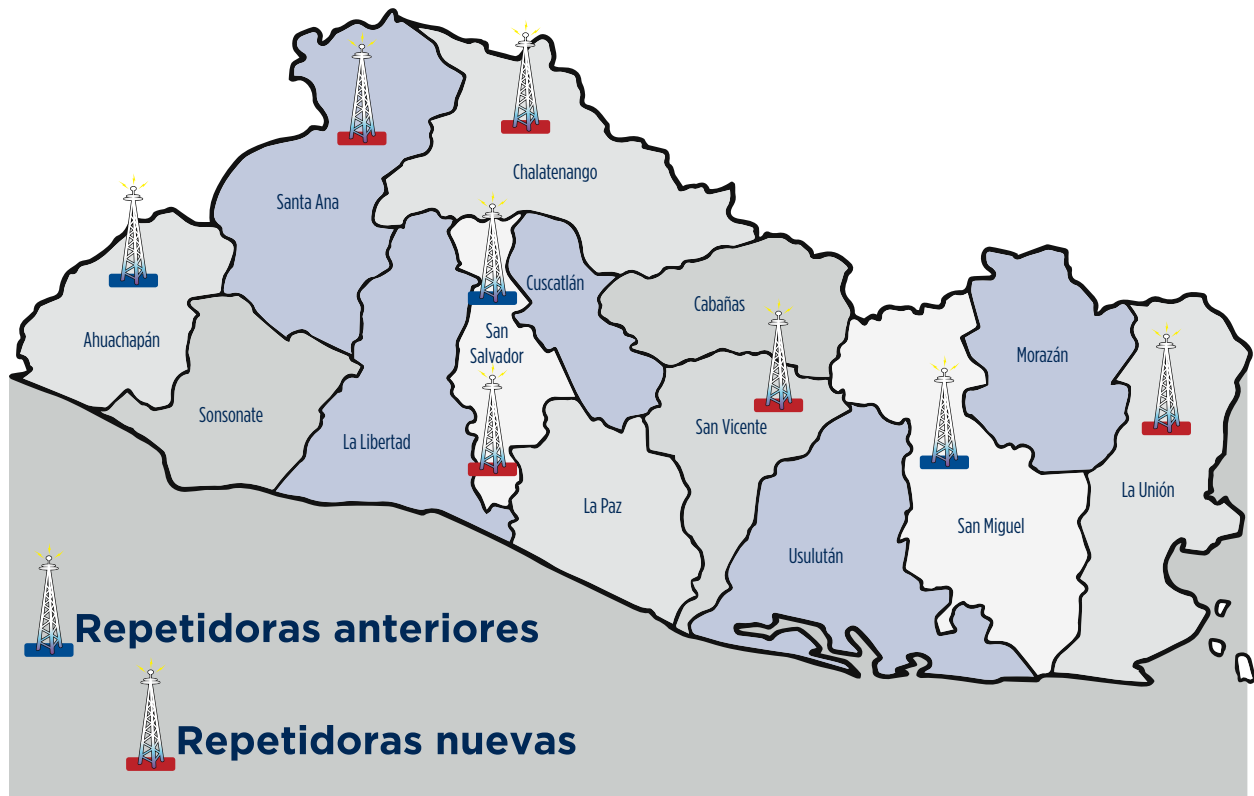 Chalatenango
Santa Ana
Cuscatlán
Cabañas
Ahuachapán
San
Salvador
Morazán
Sonsonate
La Libertad
San Vicente
La Paz
La Unión
San Miguel
Usulután
Repetidoras anteriores
Repetidoras nuevas